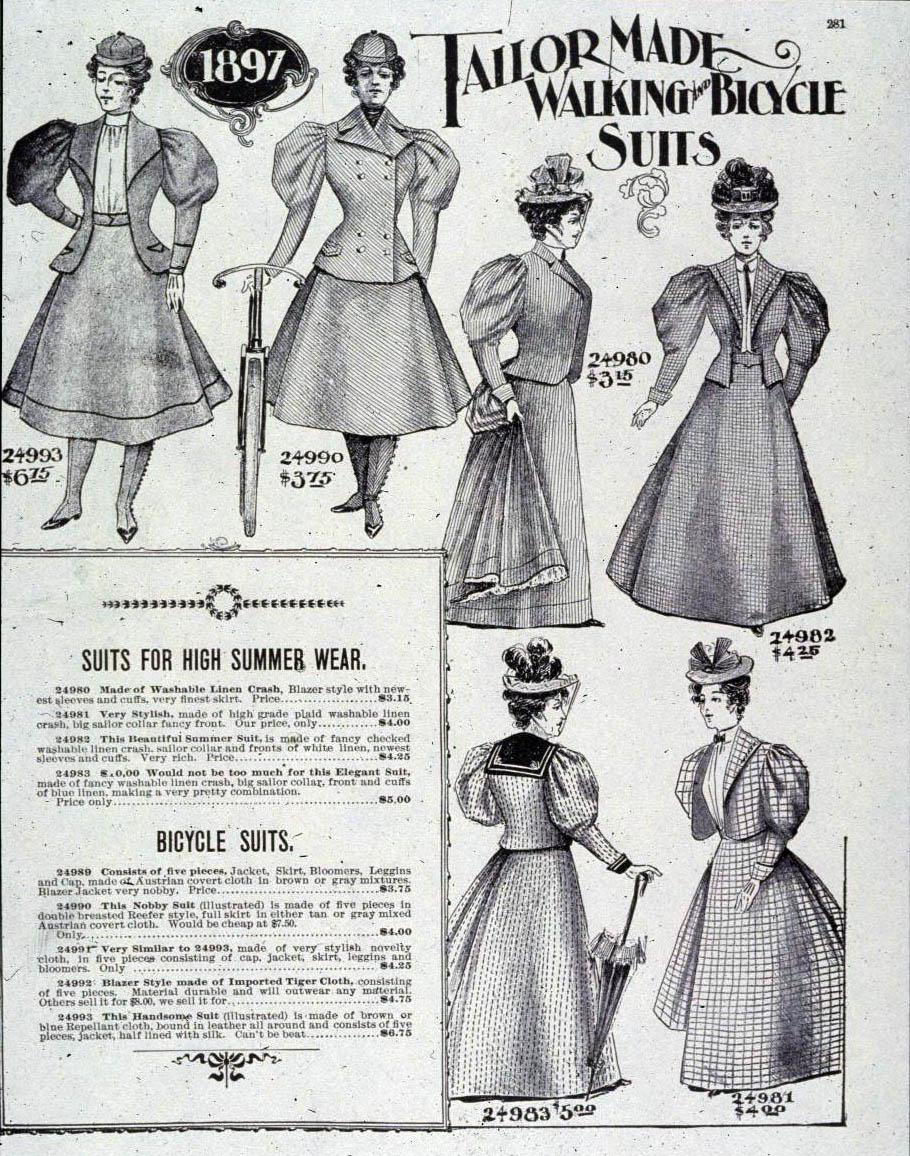 281
1897
TAILOR MADE
WALKING AND BICYCLE
SUITS
24993
$6.75
24990
$3.75
24980
$3.15
24982
$4.25
SUITS FOR HIGH SUMMER WEAR.
24980 Made of Washable Linen Crash, Blazer style with new-
est sleeves and cuffs, very finest skirt. Price....................$3.15
24981 Very Stylish, made of high grade plaid washable linen
crash, big sailor collar fancy front. Our price, only..............$4.00
24982 This Beautiful Summer Suit, is made of fancy checked
washable linen crash, sailor collar and fronts of white linen, newest
sleeves and cuffs. Very rich. Price........................$4.25
24983 0,00 Would not be too much for this Elegant Suit,
made of fancy washable linen crash, big sailor collar, front and cuffs
of blue linen, making a very pretty combination.
Price only..............................................$5.00
BICYCLE SUITS.
24989 Consists of five pieces, Jacket, Skirt, Bloomers, Leggins
and Cap, made of Austrian covert cloth in brown or gray mixtures.
Blazer Jacket very nobby. Price............................$3.75
24990 This Nobby Suit (illustrated) is made of five pieces in
double breasted Reefer style, full skirt in either tan or gray mixed
Austrian covert cloth. Would be cheap at $7.50.
Only..................................................$4.00
24991 Very Similar to 24993, made of very stylish novelty
cloth, in five pieces consisting of cap, jacket, skirt, leggins and
bloomers. Only ........................................$4.25
24992 Blazer Style made of Imported Tiger Cloth, consisting
of five pieces. Material durable and will outwear any material.
Others sell it for $8.00, we sell it for........................$4.75
24993 This Handsome Suit (illustrated) is made of brown or
blue Repellant cloth, bound in leather all around and consists of five
pieces, jacket, half lined with silk. Can't be beat..............$6.75
24983 $5.00
24981
$4.00